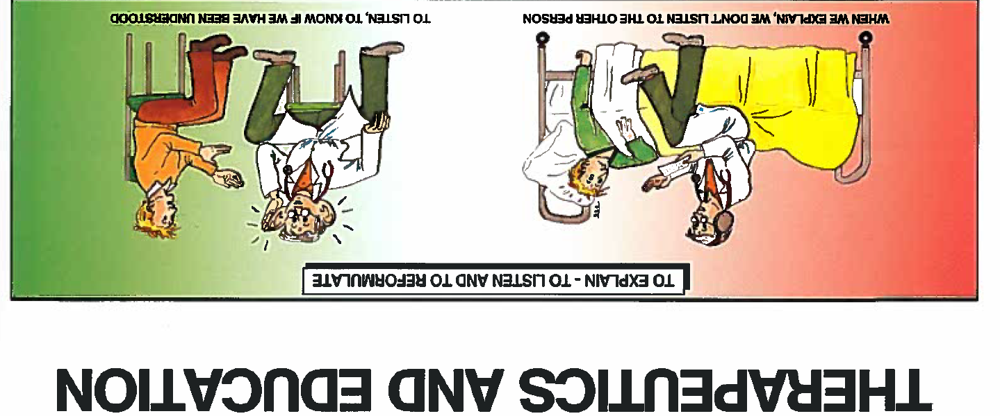 THERAPEUTICS AND EDUCATION
TO EXPLAIN - TO LISTEN AND TO REFORMULATE
WHEN WE EXPLAIN, WE DON'T LISTEN TO THE OTHER PERSON
TO LISTEN, TO KNOW IF WE HAVE BEEN UNDERSTOOD